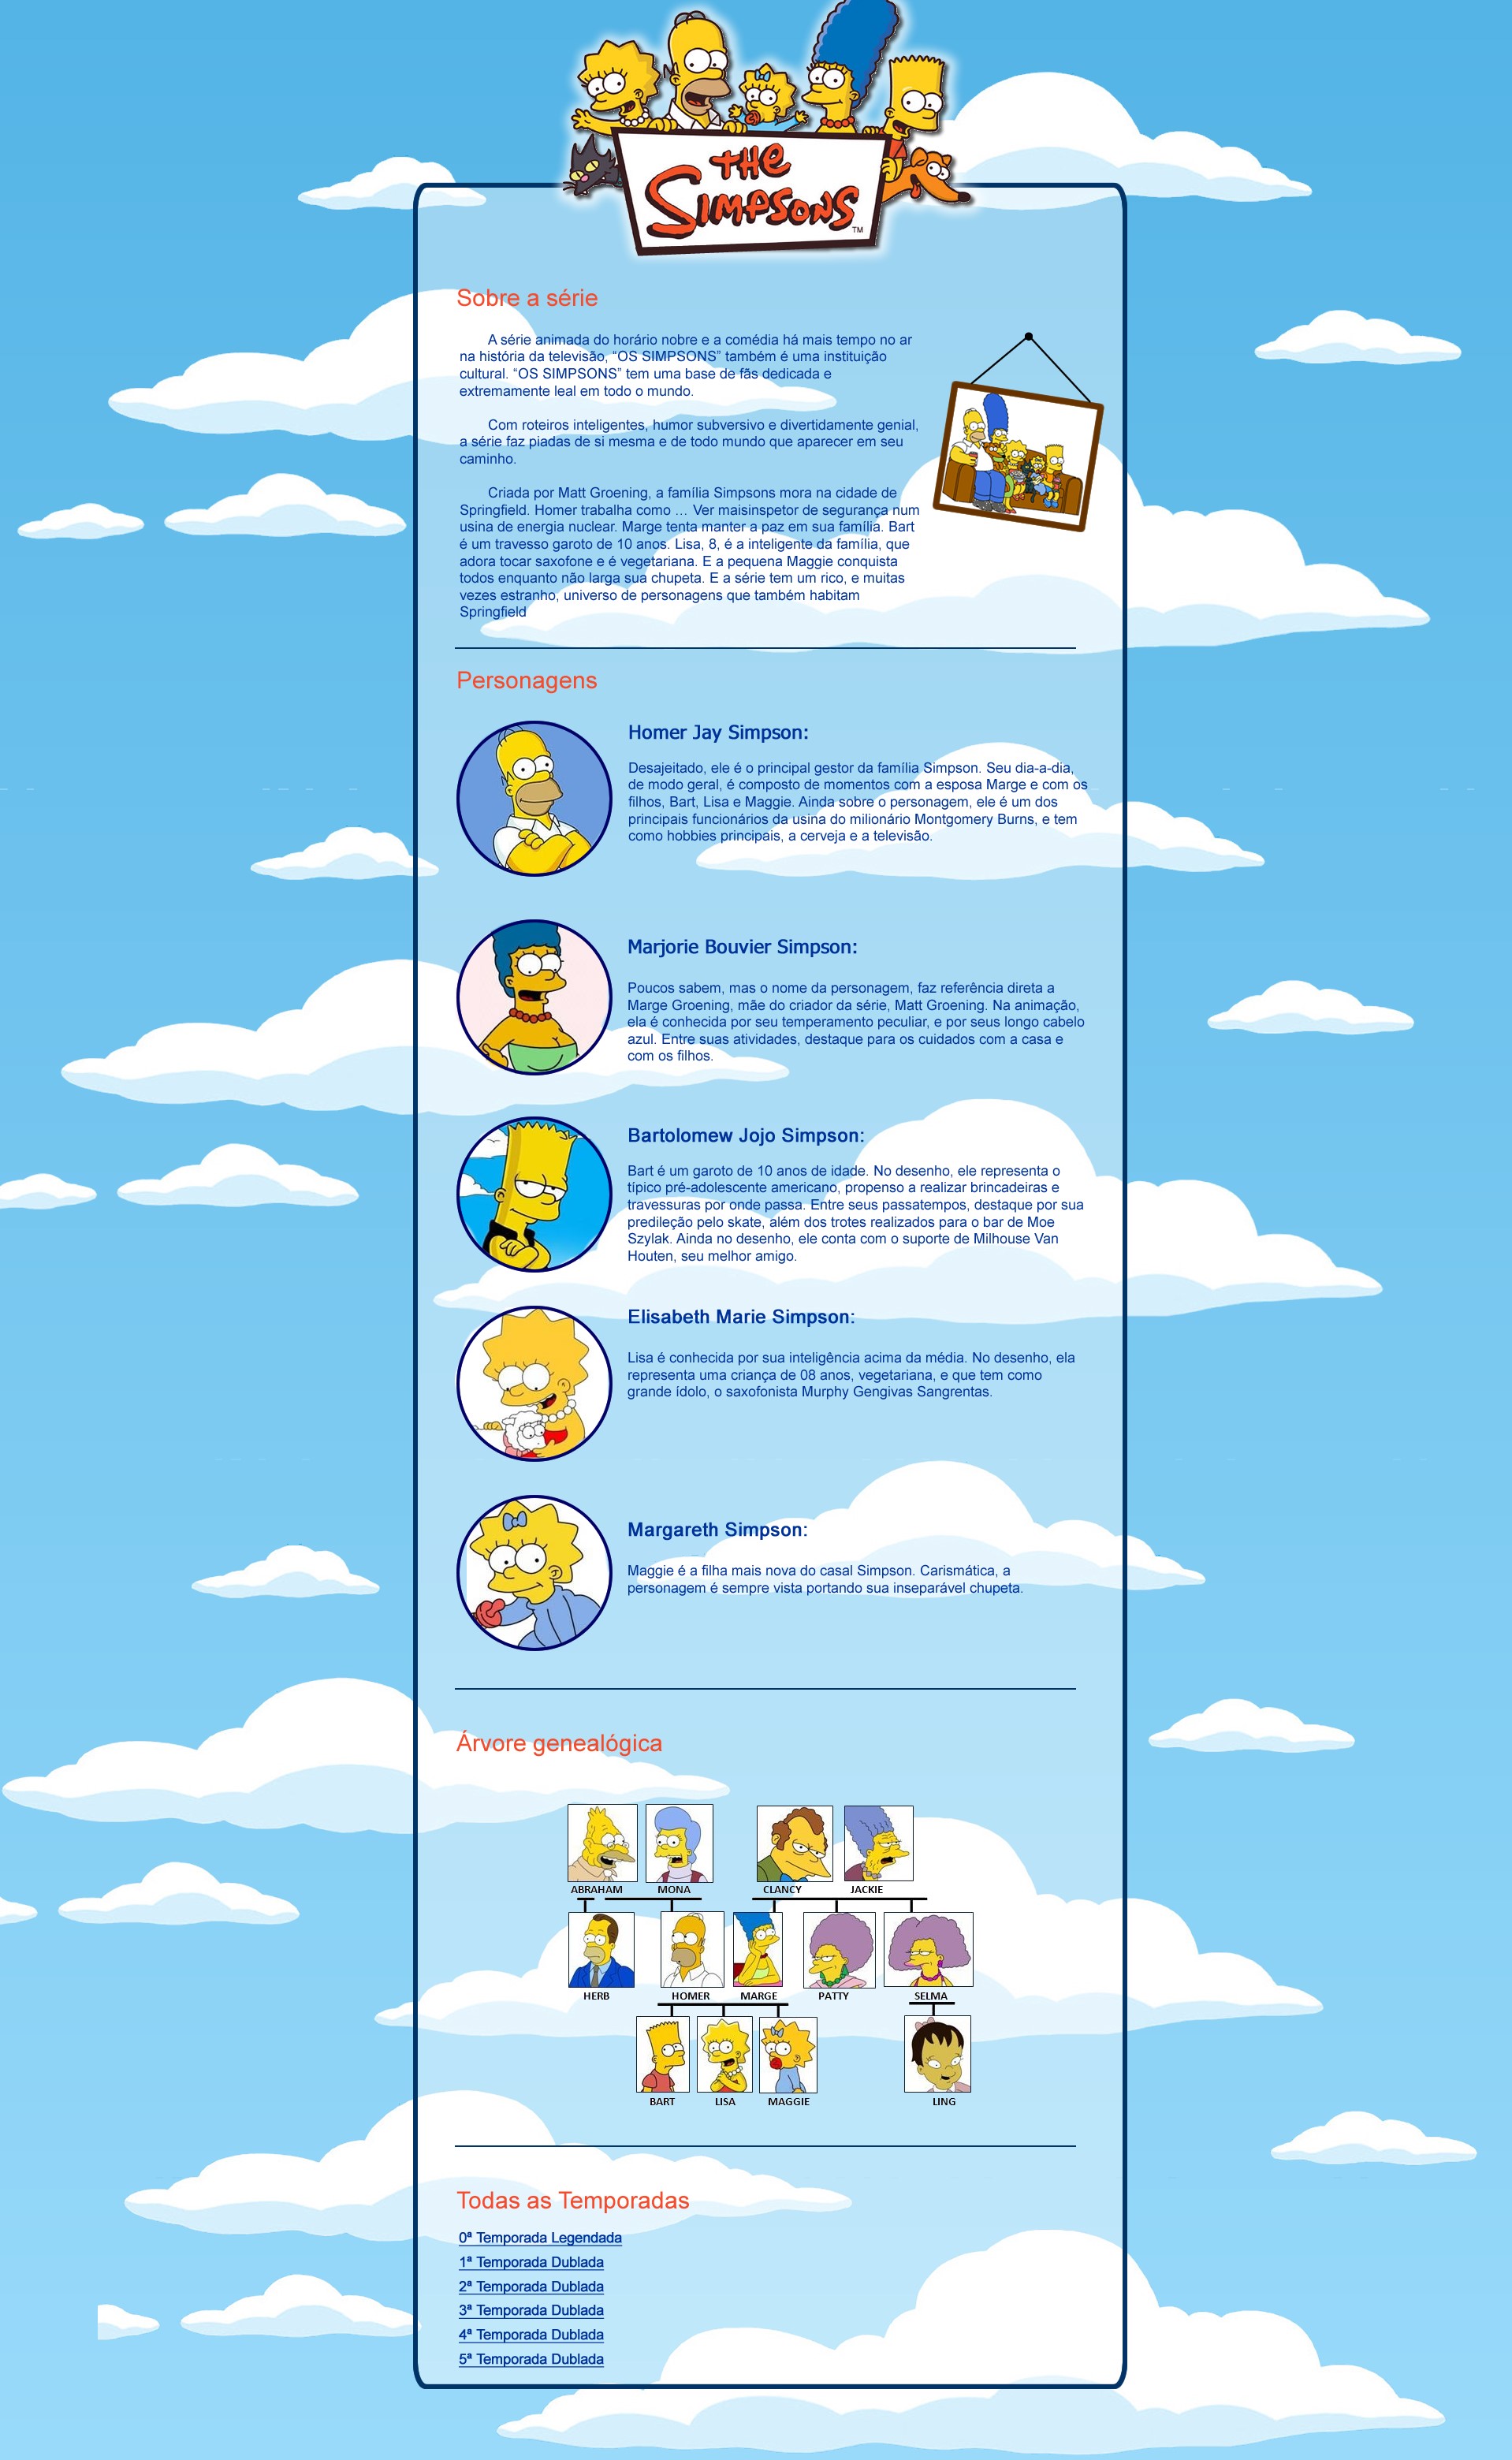 THE
SIMPSONS
TM
Sobre a série
A série animada do horário nobre e a comédia há mais tempo no ar
na história da televisão, “OS SIMPSONS” também é uma instituição
cultural. “OS SIMPSONS” tem uma base de fãs dedicada e
extremamente leal em todo o mundo.
Com roteiros inteligentes, humor subversivo e divertidamente genial,
a série faz piadas de si mesma e de todo mundo que aparecer em seu
caminho.
Criada por Matt Groening, a família Simpsons mora na cidade de
Springfield. Homer trabalha como … Ver maisinspetor de segurança num
usina de energia nuclear. Marge tenta manter a paz em sua família. Bart
é um travesso garoto de 10 anos. Lisa, 8, é a inteligente da família, que
adora tocar saxofone e é vegetariana. E a pequena Maggie conquista
todos enquanto não larga sua chupeta. E a série tem um rico, e muitas
vezes estranho, universo de personagens que também habitam
Springfield
Personagens
Homer Jay Simpson:
Desajeitado, ele é o principal gestor da família Simpson. Seu dia-a-dia,
de modo geral, é composto de momentos com a esposa Marge e com os
filhos, Bart, Lisa e Maggie. Ainda sobre o personagem, ele é um dos
principais funcionários da usina do milionário Montgomery Burns, e tem
como hobbies principais, a cerveja e a televisão.
Marjorie Bouvier Simpson:
Poucos sabem, mas o nome da personagem, faz referência direta a
Marge Groening, mãe do criador da série, Matt Groening. Na animação,
ela é conhecida por seu temperamento peculiar, e por seus longo cabelo
azul. Entre suas atividades, destaque para os cuidados com a casa e
com os filhos.
Bartolomew Jojo Simpson:
Bart é um garoto de 10 anos de idade. No desenho, ele representa o
típico pré-adolescente americano, propenso a realizar brincadeiras e
travessuras por onde passa. Entre seus passatempos, destaque por sua
predileção pelo skate, além dos trotes realizados para o bar de Moe
Szylak. Ainda no desenho, ele conta com o suporte de Milhouse Van
Houten, seu melhor amigo.
Elisabeth Marie Simpson:
Lisa é conhecida por sua inteligência acima da média. No desenho, ela
representa uma criança de 08 anos, vegetariana, e que tem como
grande ídolo, o saxofonista Murphy Gengivas Sangrentas.
Margareth Simpson:
Maggie é a filha mais nova do casal Simpson. Carismática, a
personagem é sempre vista portando sua inseparável chupeta.
Árvore genealógica
ABRAHAM MONA CLANCY JACKIE
HERB HOMER MARGE PATTY SELMA
BART LISA MAGGIE LING
Todas as Temporadas
0ª Temporada Legendada
1ª Temporada Dublada
2ª Temporada Dublada
3ª Temporada Dublada
4ª Temporada Dublada
5ª Temporada Dublada